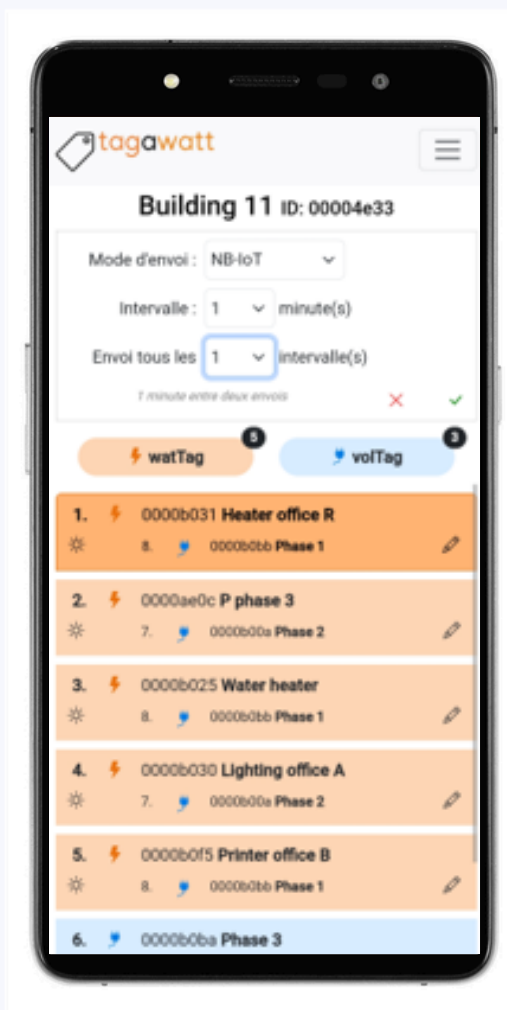 tagawatt
Building 11 ID: 00004e33
Mode d'envoi : NB-IoT
Intervalle : 1 minute(s)
Envoi tous les 1 intervalle(s)
1 minute entre deux envois
watTag 5 volTag 3
1. 0000b031 Heater office R
8. 0000b0bb Phase 1
2. 0000ae0c P phase 3
7. 0000b00a Phase 2
3. 0000b025 Water heater
8. 0000b0bb Phase 1
4. 0000b030 Lighting office A
7. 0000b00a Phase 2
5. 0000b0f5 Printer office B
8. 0000b0bb Phase 1
6. 0000b0ba Phase 3